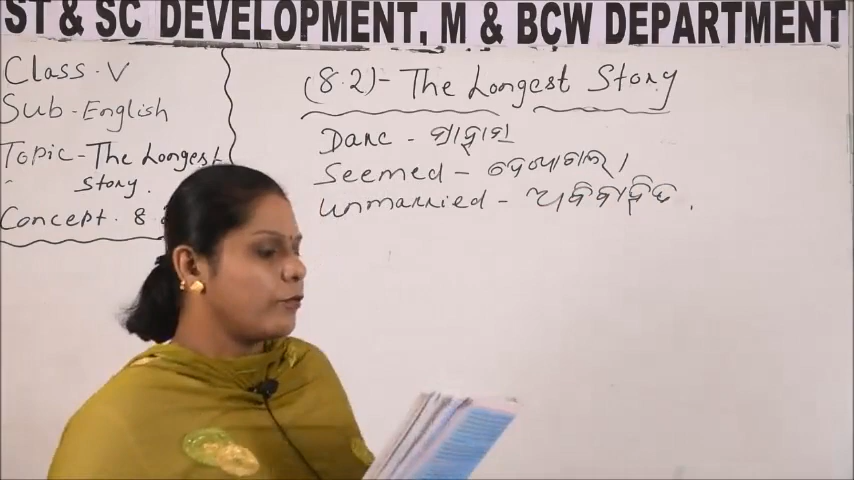 ST & SC DEVELOPMENT, M & BCW DEPARTMENT
Class - V
Sub - English
Topic - The Longest
Story.
Concept. 8.
(8.2) - The Longest Story
Dare - ସାହାସ
Seemed - ଦେଖାଗଲା।
Unmarried - ଅବିବାହିତ.